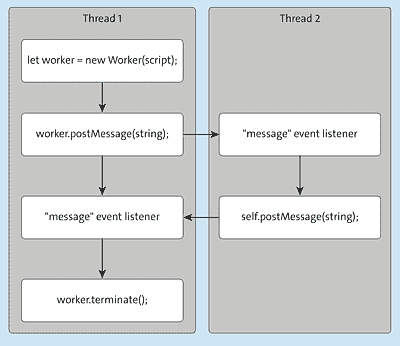 Thread 1
Thread 2
let worker = new Worker(script);
worker.postMessage(string);
"message" event listener
"message" event listener
self.postMessage(string);
worker.terminate();